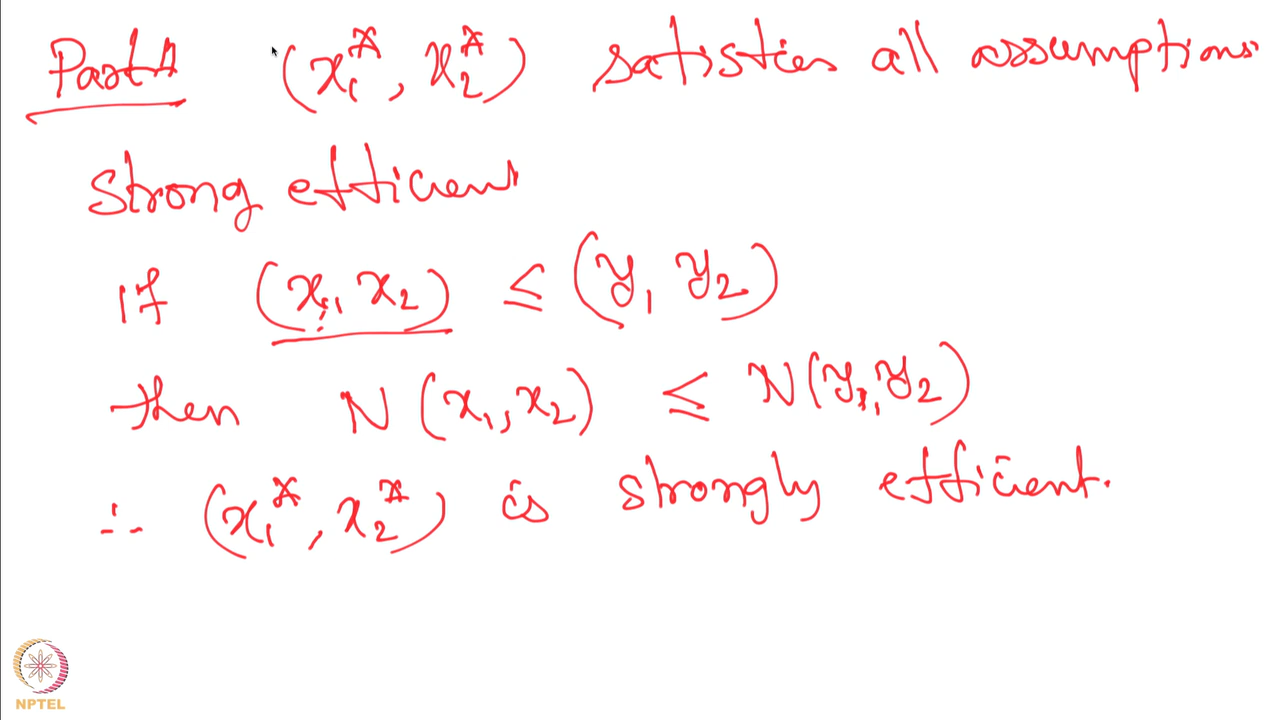 Part A (x₁*, x₂*) satisfies all assumptions
Strong efficient
if (x₁, x₂) ≤ (y₁ y₂)
then N(x₁, x₂) ≤ N(y₁, y₂)
∴ (x₁*, x₂*) is strongly efficient.
NPTEL